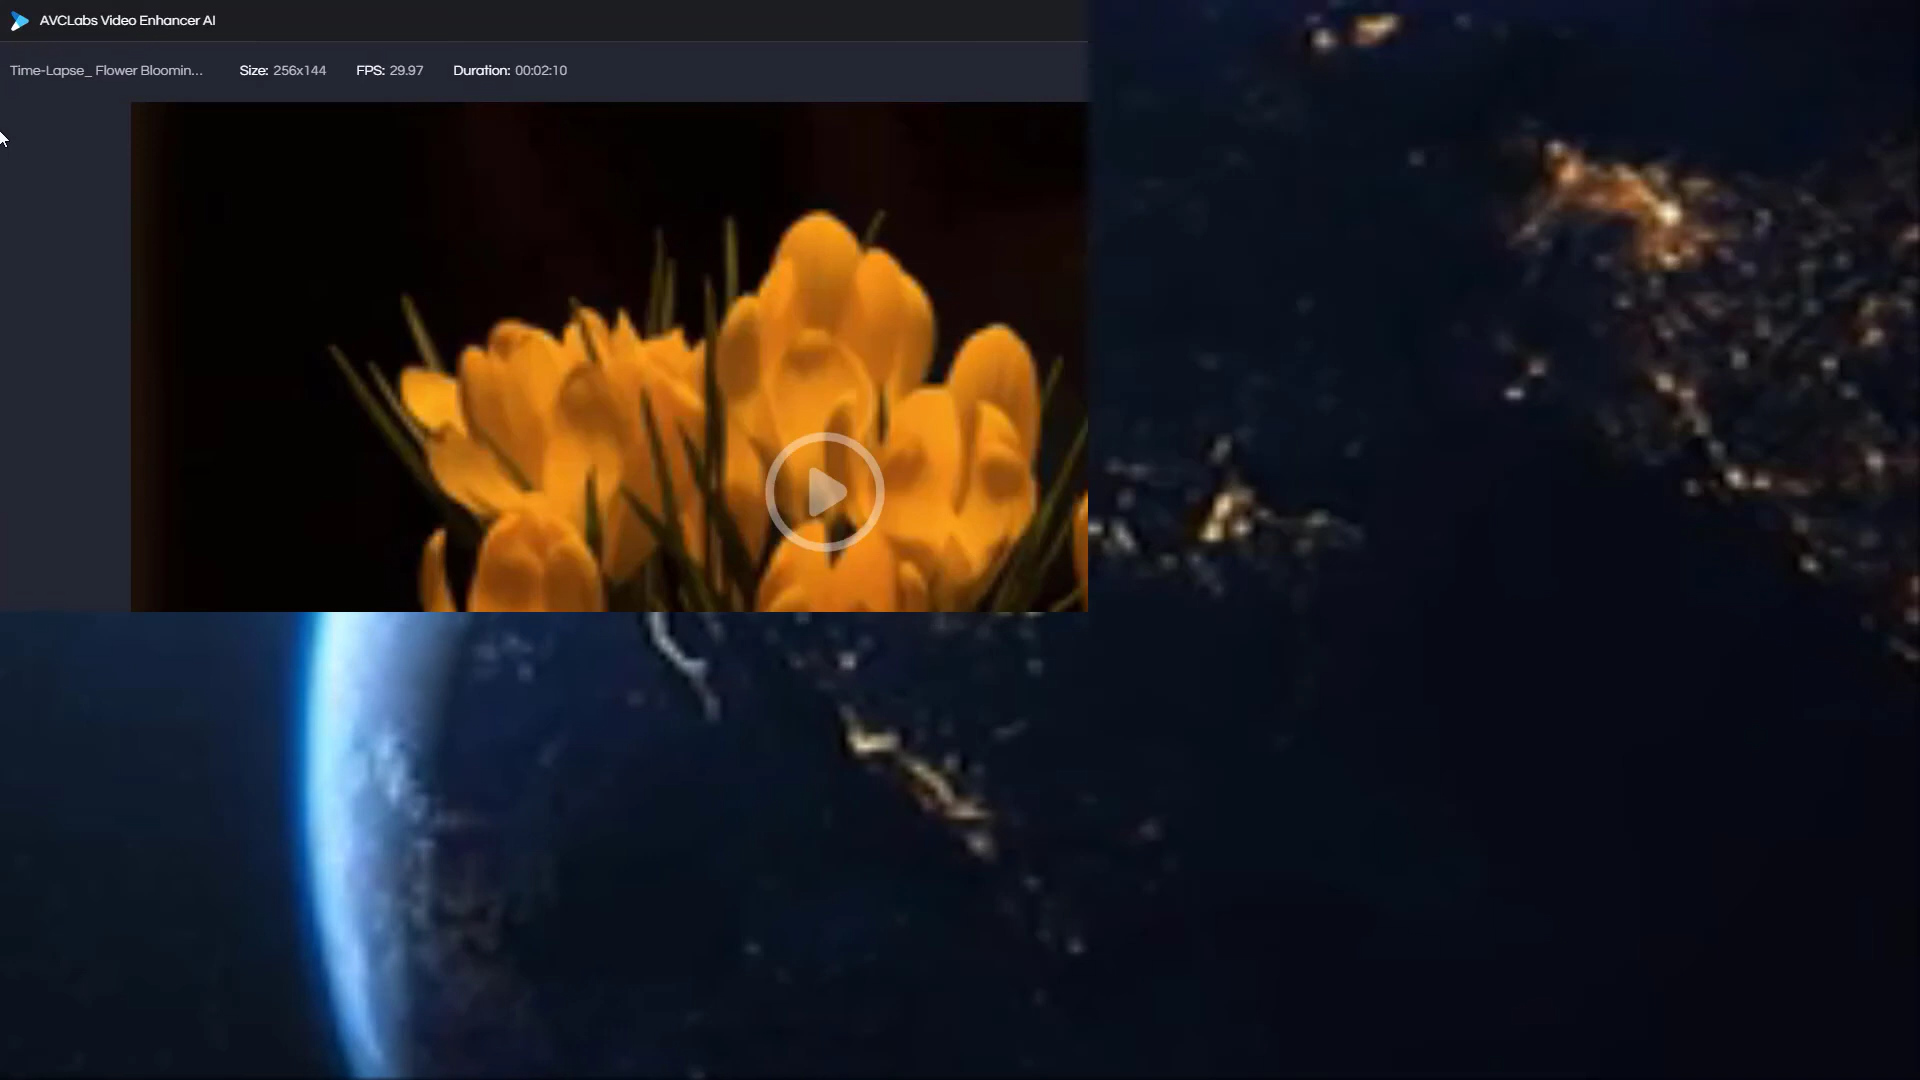 AVCLabs Video Enhancer AI
Time-Lapse_ Flower Bloomin... Size: 256x144 FPS: 29.97 Duration: 00:02:10